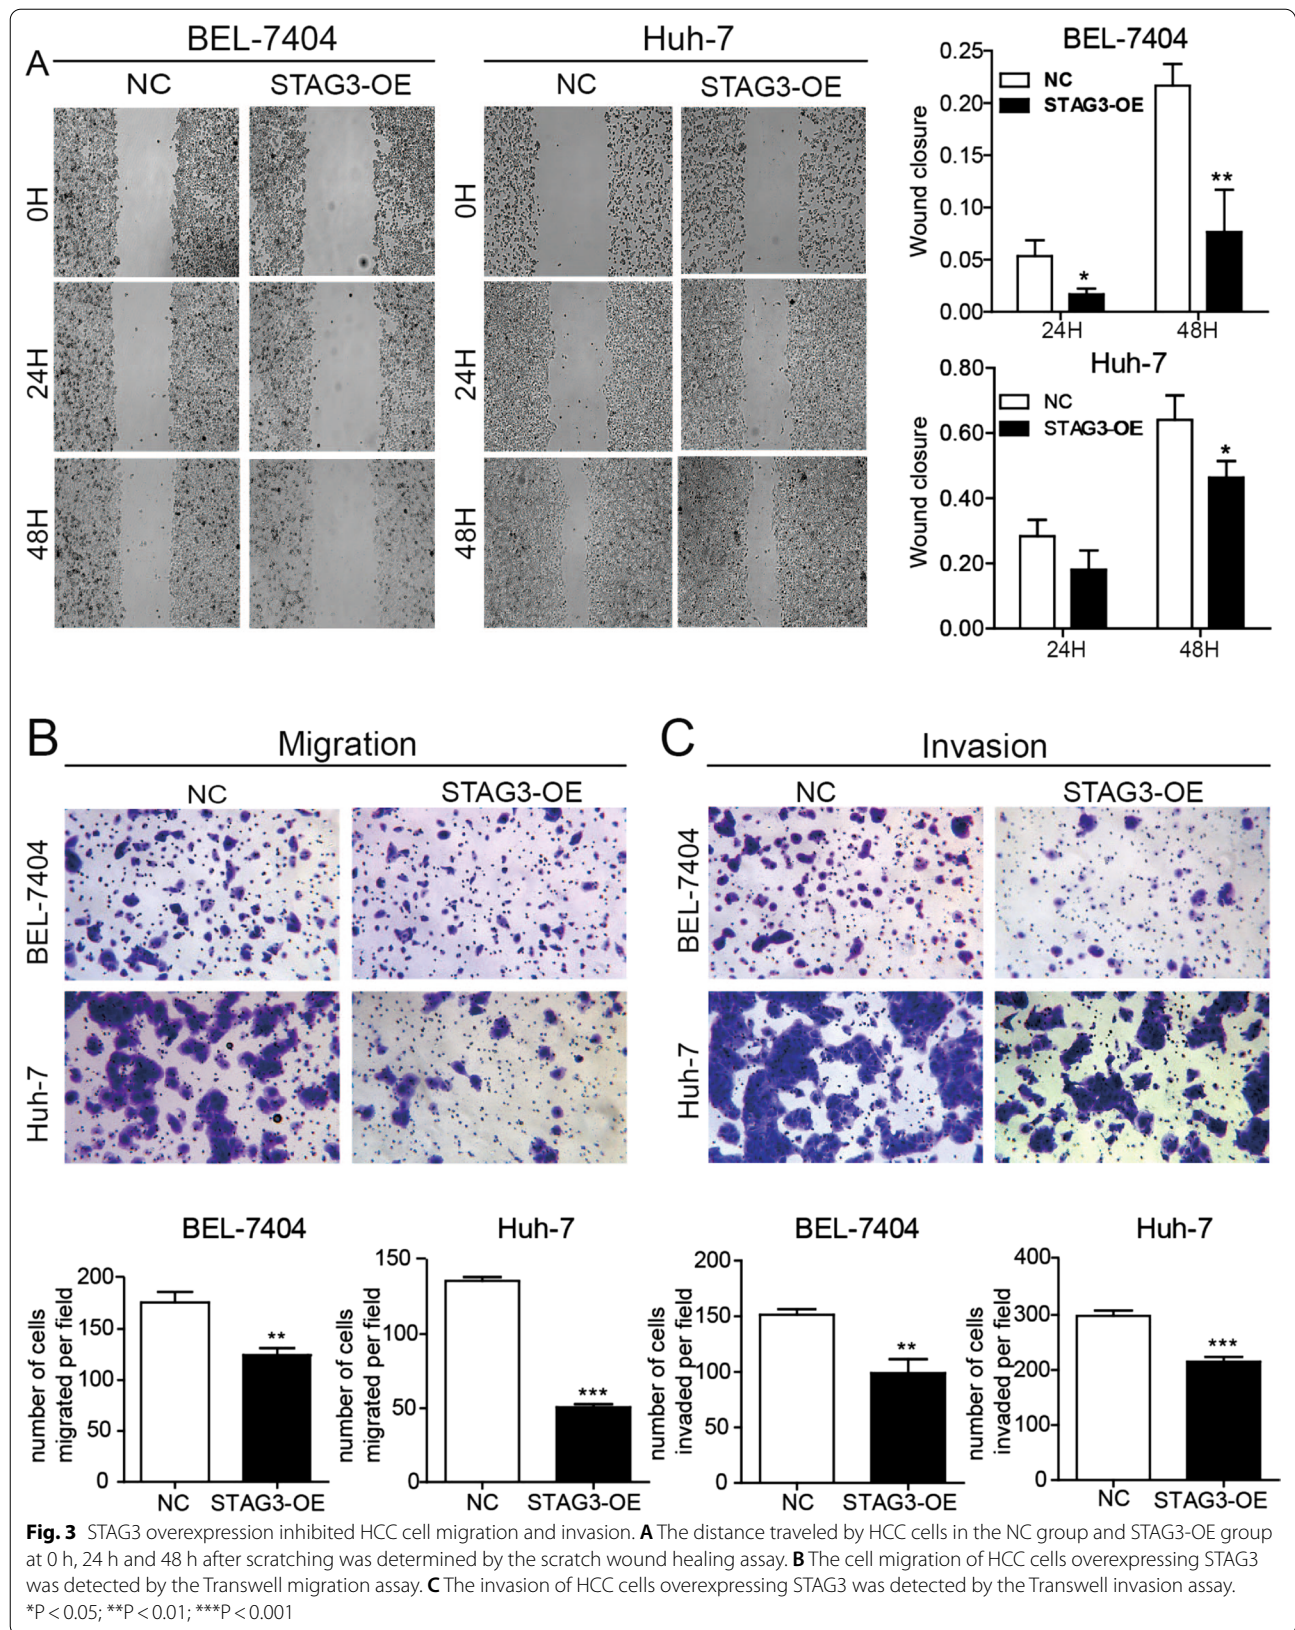 A
BEL-7404
Huh-7
NC
STAG3-OE
NC
STAG3-OE
0H
0H
24H
24H
48H
48H
BEL-7404
NC
STAG3-OE
Wound closure
0.25
0.20
0.15
0.10
0.05
0.00
*
**
24H
48H
Huh-7
NC
STAG3-OE
Wound closure
0.80
0.60
0.40
0.20
0.00
*
24H
48H
B
Migration
NC
STAG3-OE
BEL-7404
Huh-7
C
Invasion
NC
STAG3-OE
BEL-7404
Huh-7
BEL-7404
number of cells
migrated per field
200
150
100
50
0
**
NC
STAG3-OE
Huh-7
number of cells
migrated per field
150
100
50
0
***
NC
STAG3-OE
BEL-7404
number of cells
invaded per field
200
150
100
50
0
**
NC
STAG3-OE
Huh-7
number of cells
invaded per field
400
300
200
100
0
***
NC
STAG3-OE
Fig. 3 STAG3 overexpression inhibited HCC cell migration and invasion. A The distance traveled by HCC cells in the NC group and STAG3-OE group
at 0 h, 24 h and 48 h after scratching was determined by the scratch wound healing assay. B The cell migration of HCC cells overexpressing STAG3
was detected by the Transwell migration assay. C The invasion of HCC cells overexpressing STAG3 was detected by the Transwell invasion assay.
*P < 0.05; **P < 0.01; ***P < 0.001